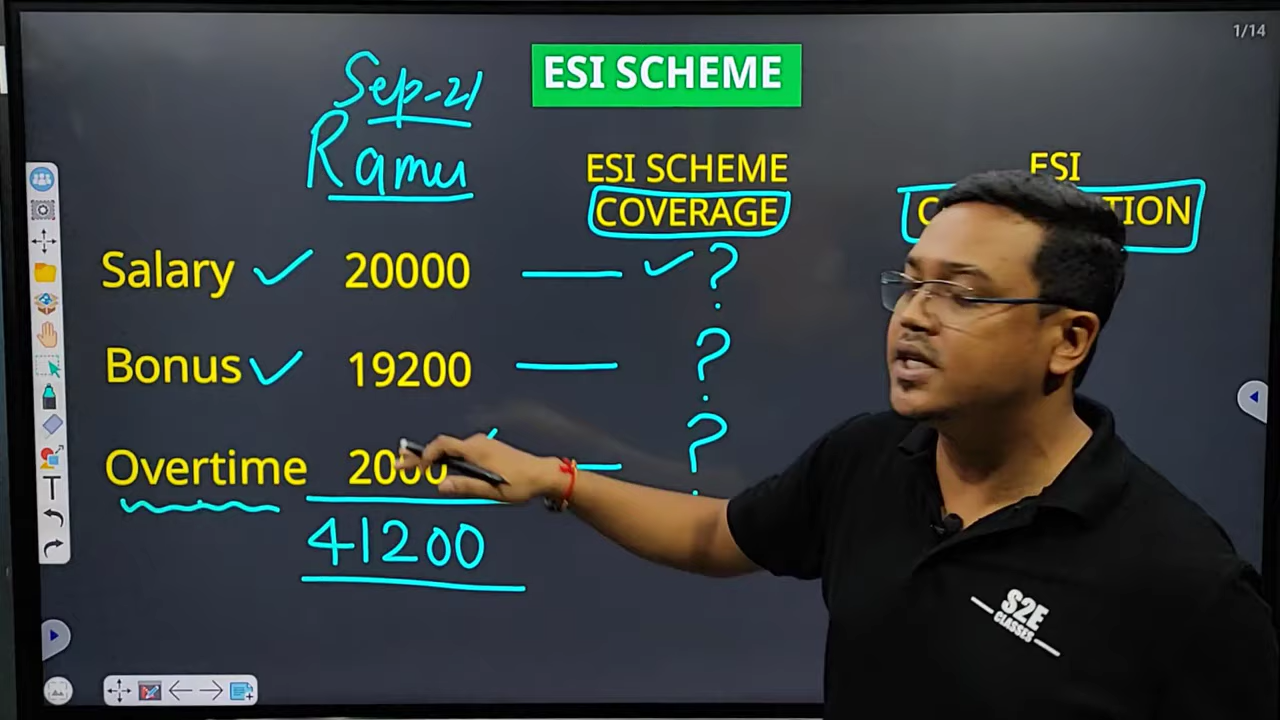 1/14
ESI SCHEME
Sep-21
Ramu
ESI SCHEME
COVERAGE
ESI
TION
Salary ✓ 20000 — ✓ ?
Bonus ✓ 19200 — ?
Overtime 2000 — ?
41200
T
S2E
CLASSES